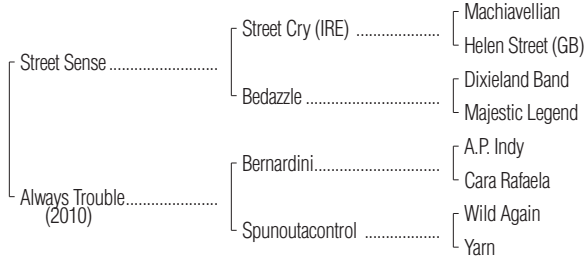 Machiavellian
Street Cry (IRE) ...................
Helen Street (GB)
Street Sense .........................
Dixieland Band
Bedazzle ..............................
Majestic Legend
A.P. Indy
Bernardini............................
Cara Rafaela
Always Trouble.....................
(2010)
Wild Again
Spunoutacontrol .................
Yarn